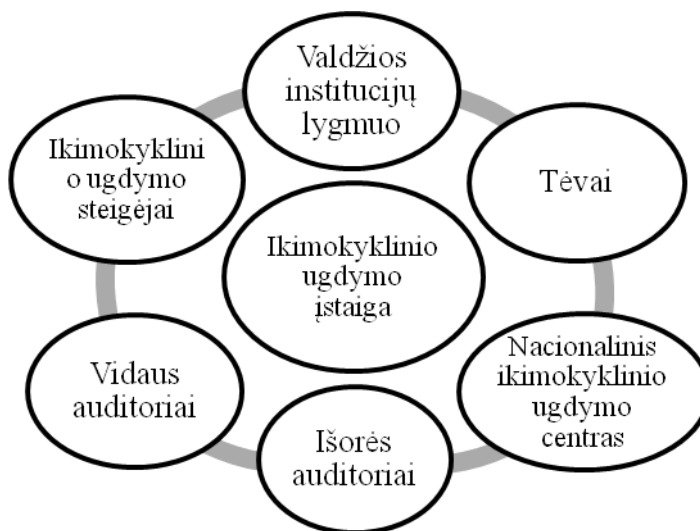 Valdžios
institucijų
lygmuo
Ikimokyklini
o ugdymo
steigėjai
Tėvai
Ikimokyklinio
ugdymo
įstaiga
Vidaus
auditoriai
Nacionalinis
ikimokyklinio
ugdymo
centras
Išorės
auditoriai